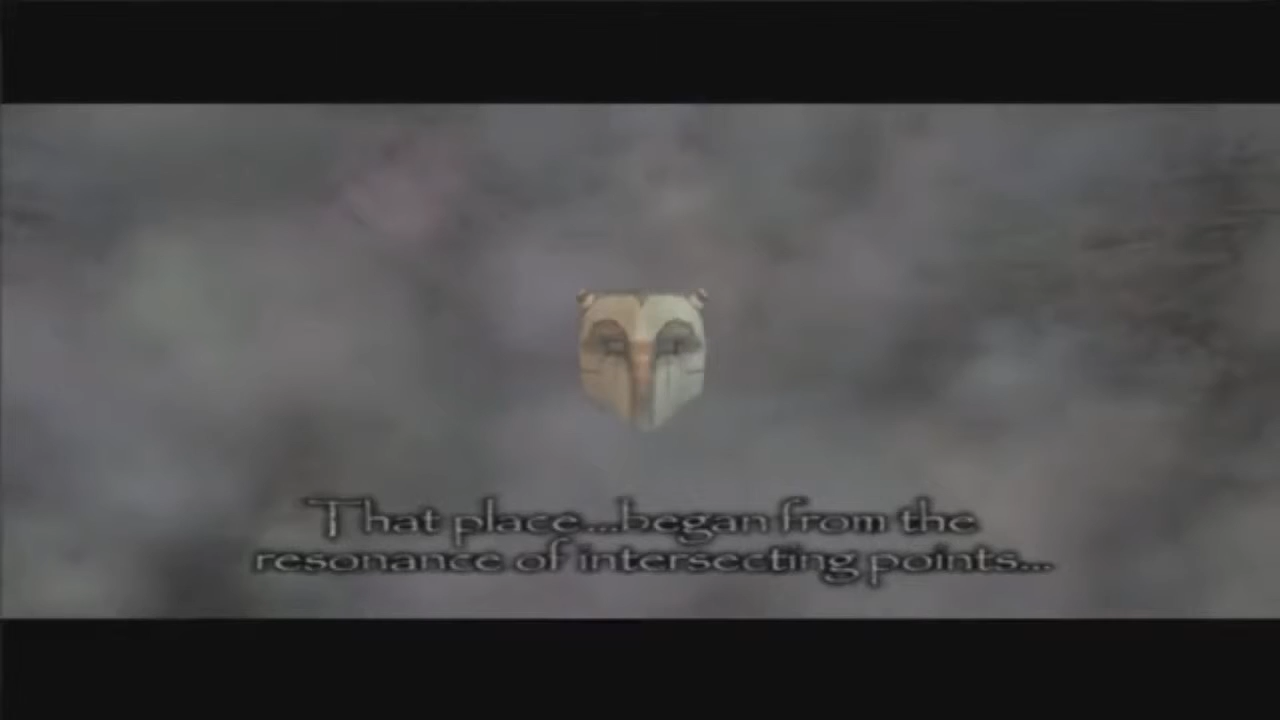 That place...began from the
resonance of intersecting points...